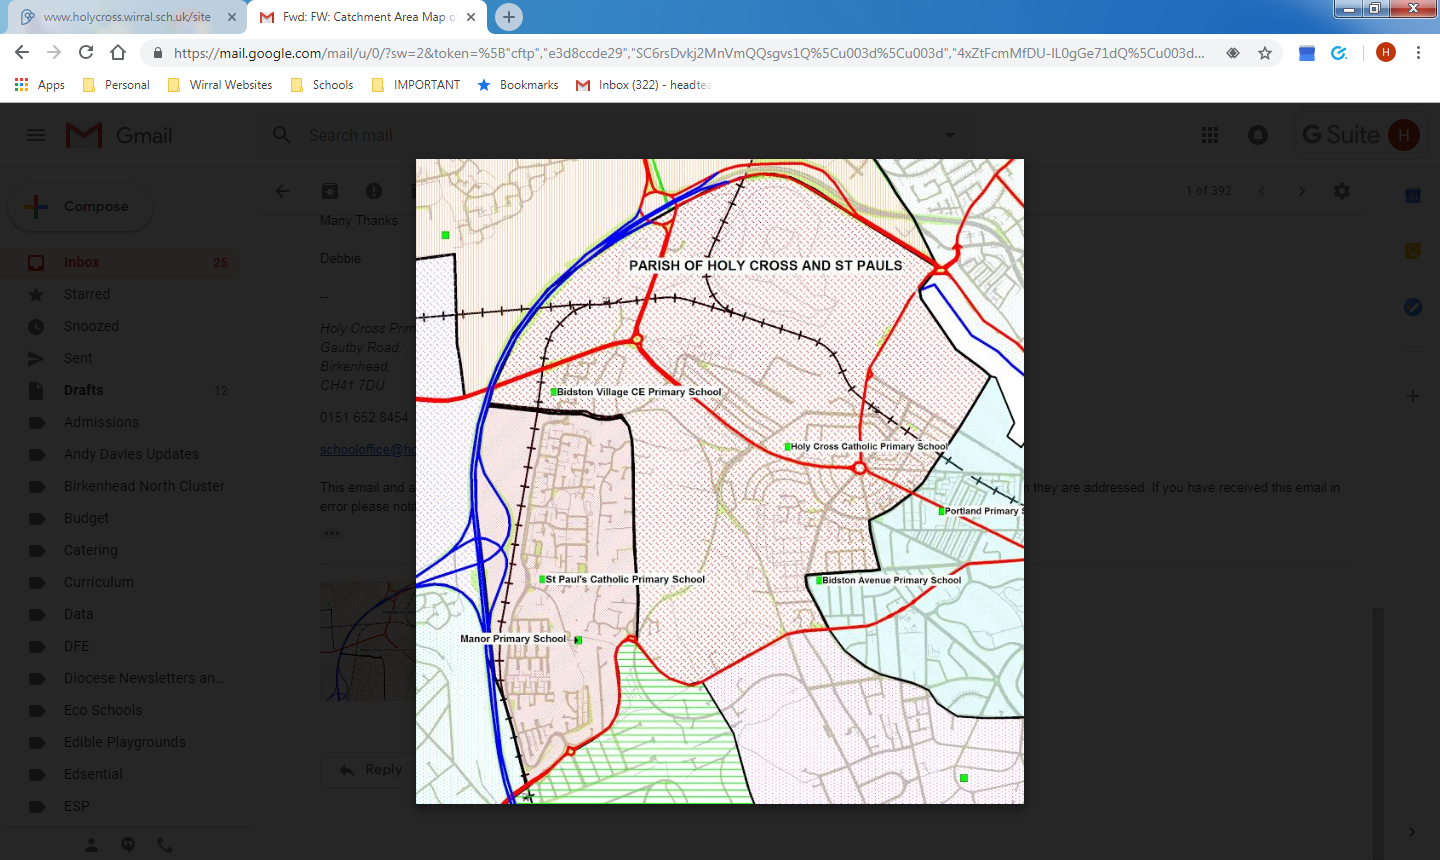 www.holycross.wirral.sch.uk/site
Fwd: FW: Catchment Area Map o
https://mail.google.com/mail/u/0/?sw=2&token=%5B"cftp","e3d8ccde29","SC6rsDvkj2MnVmQQsgvs1Q%5Cu003d%5Cu003d","4xZtFcmMfDU-IL0gGe71dQ%5Cu003d...
H
Apps
Personal
Wirral Websites
Schools
IMPORTANT
Bookmarks
Inbox (322) - headtea
Gmail
Search mail
G Suite
H
Compose
1 of 392
Inbox 25
Starred
Snoozed
Sent
Drafts 12
Admissions
Andy Davies Updates
Birkenhead North Cluster
Budget
Catering
Curriculum
Data
DFE
Diocese Newsletters an...
Eco Schools
Edible Playgrounds
Edsential
ESP
Many Thanks
Debbie
--
Holy Cross Prim
Gautby Road,
Birkenhead,
CH41 7DU
0151 652 8454
schooloffice@ho
This email and a
n they are addressed. If you have received this email in
error please noti
Reply
PARISH OF HOLY CROSS AND ST PAULS
Bidston Village CE Primary School
Holy Cross Catholic Primary School
Portland Primary S
St Paul's Catholic Primary School
Bidston Avenue Primary School
Manor Primary School